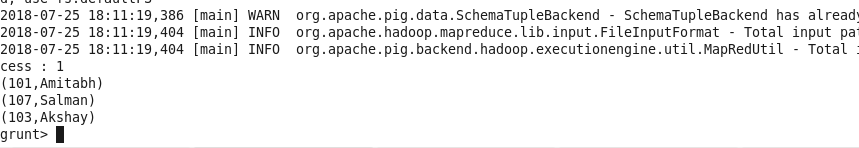 d, use fs.defaultFS
2018-07-25 18:11:19,386 [main] WARN  org.apache.pig.data.SchemaTupleBackend - SchemaTupleBackend has already
2018-07-25 18:11:19,404 [main] INFO  org.apache.hadoop.mapreduce.lib.input.FileInputFormat - Total input pat
2018-07-25 18:11:19,404 [main] INFO  org.apache.pig.backend.hadoop.executionengine.util.MapRedUtil - Total i
cess : 1
(101,Amitabh)
(107,Salman)
(103,Akshay)
grunt>